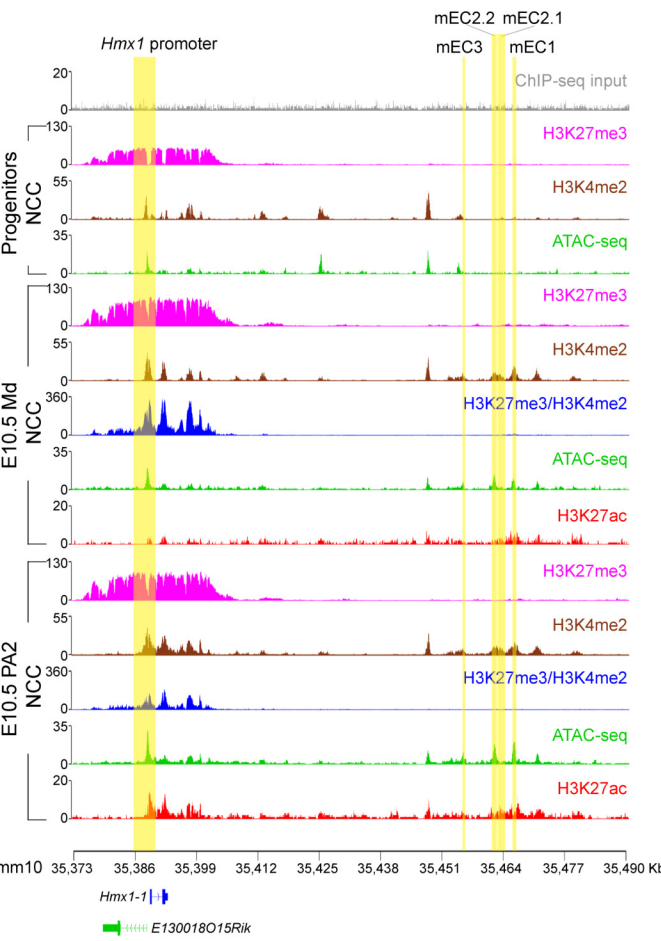 mEC2.2 mEC2.1
Hmx1 promoter mEC3 mEC1
20
0
ChIP-seq input
Progenitors
NCC
130
0
H3K27me3
55
0
H3K4me2
35
0
ATAC-seq
E10.5 Md
NCC
130
0
H3K27me3
55
0
H3K4me2
360
0
H3K27me3/H3K4me2
35
0
ATAC-seq
20
0
H3K27ac
E10.5 PA2
NCC
130
0
H3K27me3
55
0
H3K4me2
360
0
H3K27me3/H3K4me2
35
0
ATAC-seq
20
0
H3K27ac
mm10 35,373 35,386 35,399 35,412 35,425 35,438 35,451 35,464 35,477 35,490 Kb
Hmx1-1
E130018O15Rik